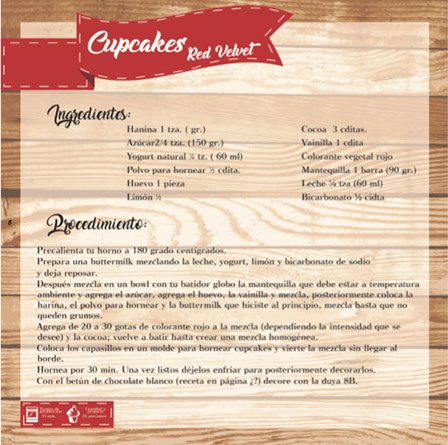 Cupcakes Red Velvet
Ingredientes:
Hanina 1 tza. ( gr.)
Azúcar2/4 tza. (150 gr.)
Yogurt natural ¼ tz. ( 60 ml)
Polvo para hornear ½ cdita.
Huevo 1 pieza
Limón ½
Cocoa 3 cditas.
Vainilla 1 cdita
Colorante vegetal rojo
Mantequilla 1 barra (90 gr.)
Leche ¼ tza (60 ml)
Bicarbonato ½ cidta
Procedimiento:
Precalienta tu horno a 180 grado centigrados.
Prepara una buttermilk mezclando la leche, yogurt, limón y bicarbonato de sodio
y deja reposar.
Después mezcla en un bowl con tu batidor globo la mantequilla que debe estar a temperatura
ambiente y agrega el azúcar, agrega el huevo, la vainilla y mezcla, posteriormente coloca la
harina, el polvo para hornear y la buttermilk que hiciste al principio, mezcla hasta que no
queden grumos.
Agrega de 20 a 30 gotas de colorante rojo a la mezcla (dependiendo la intensidad que se
desee) y la cocoa; vuelve a batir hasta crear una mezcla homogénea.
Coloca los capasillos en un molde para hornear cupcakes y vierte la mezcla sin llegar al
borde.
Hornea por 30 min. Una vez listos déjelos enfriar para posteriormente decorarlos.
Con el betún de chocolate blanco (receta en página ¿?) decore con la duya 8B.